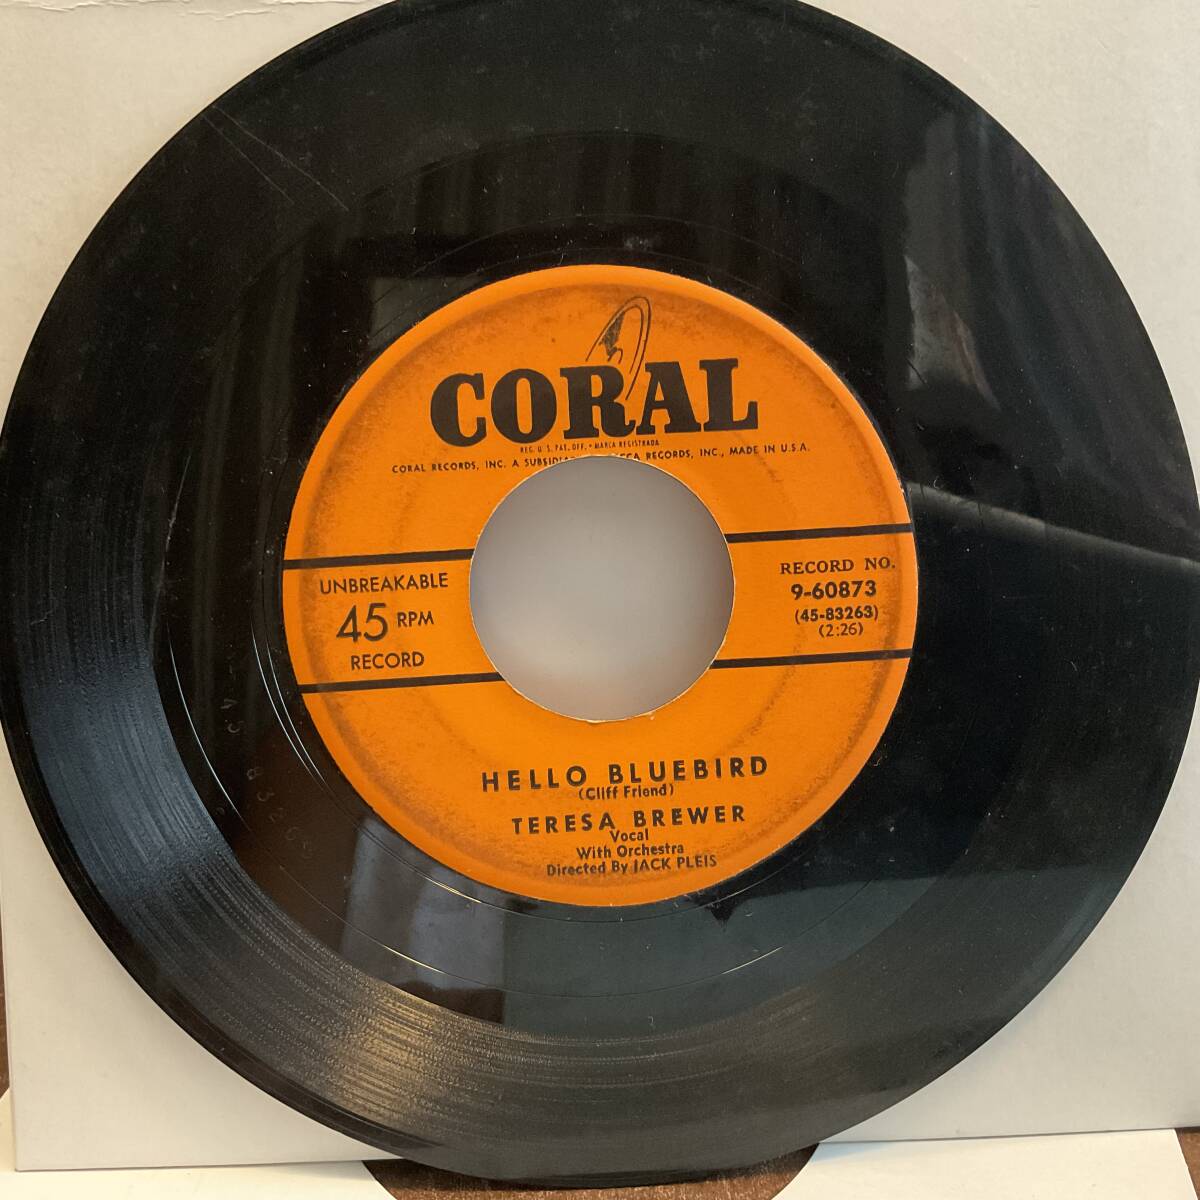 CORAL
REG. U.S. PAT. OFF. • MARCA REGISTRADA
CORAL RECORDS, INC. A RECORDS, INC., MADE IN U.S.A.
UNBREAKABLE
45 RPM
RECORD
RECORD NO.
9-60873
(45-83263)
(2:26)
HELLO BLUEBIRD
(Cliff Friend)
TERESA BREWER
Vocal
With Orchestra
Directed By JACK PLEIS